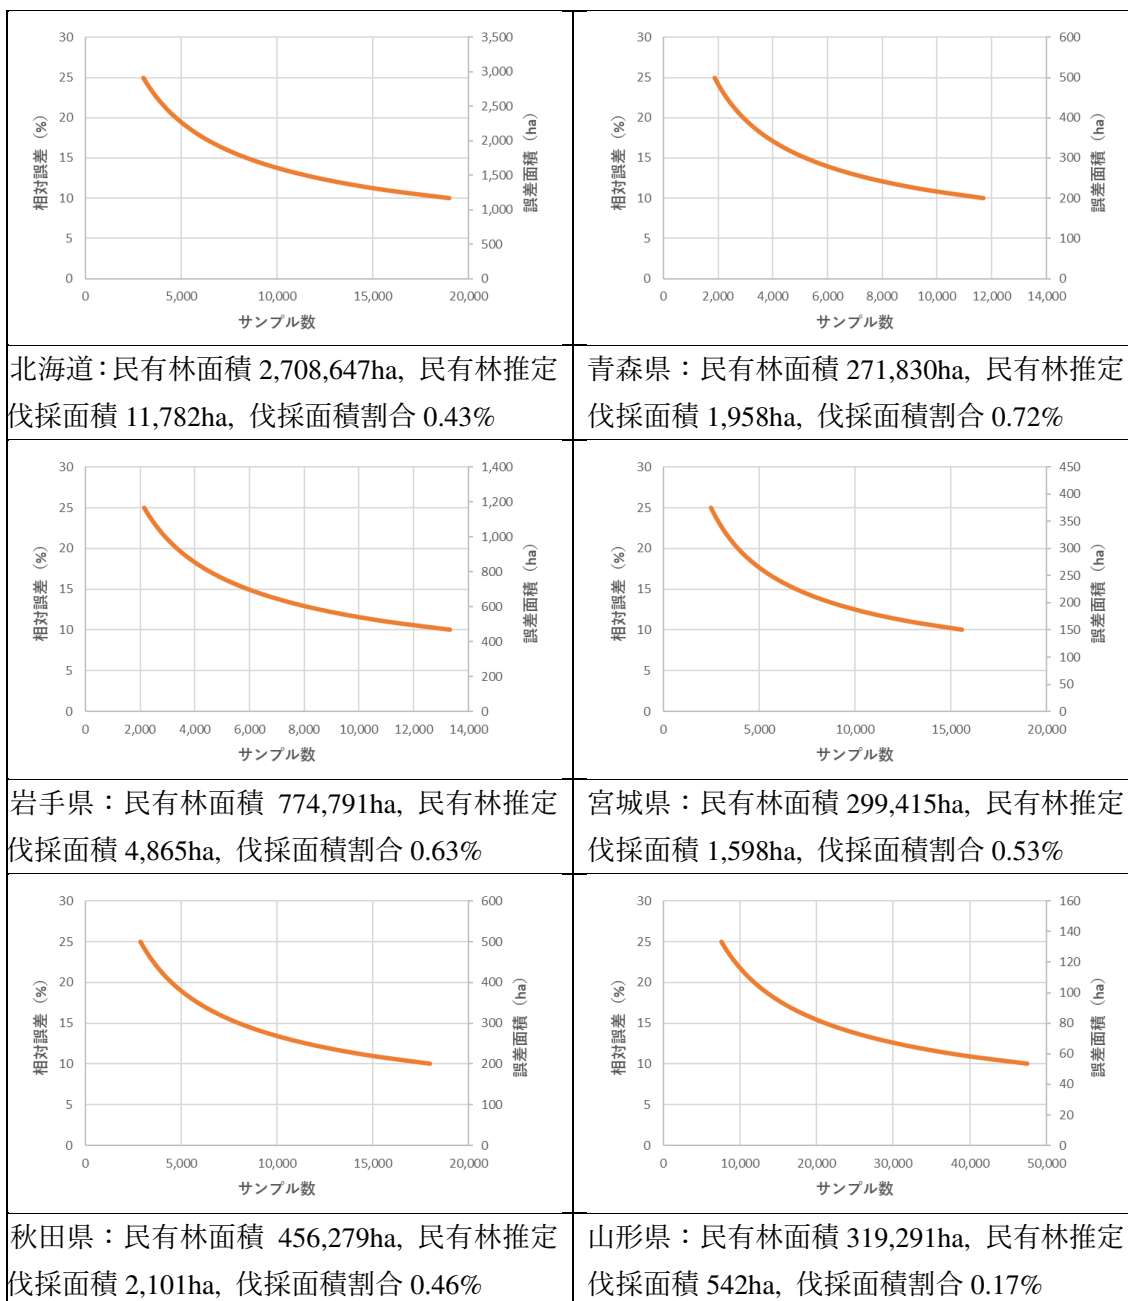 30
25
20
15
10
5
0
相対誤差（%）
3,500
3,000
2,500
2,000
1,500
1,000
500
0
誤差面積（ha）
0 5,000 10,000 15,000 20,000
サンプル数
北海道：民有林面積 2,708,647ha, 民有林推定
伐採面積 11,782ha, 伐採面積割合 0.43%
30
25
20
15
10
5
0
相対誤差（%）
600
500
400
300
200
100
0
誤差面積（ha）
0 2,000 4,000 6,000 8,000 10,000 12,000 14,000
サンプル数
青森県：民有林面積 271,830ha, 民有林推定
伐採面積 1,958ha, 伐採面積割合 0.72%
30
25
20
15
10
5
0
相対誤差（%）
1,400
1,200
1,000
800
600
400
200
0
誤差面積（ha）
0 2,000 4,000 6,000 8,000 10,000 12,000 14,000
サンプル数
岩手県：民有林面積 774,791ha, 民有林推定
伐採面積 4,865ha, 伐採面積割合 0.63%
30
25
20
15
10
5
0
相対誤差（%）
450
400
350
300
250
200
150
100
50
0
誤差面積（ha）
0 5,000 10,000 15,000 20,000
サンプル数
宮城県：民有林面積 299,415ha, 民有林推定
伐採面積 1,598ha, 伐採面積割合 0.53%
30
25
20
15
10
5
0
相対誤差（%）
600
500
400
300
200
100
0
誤差面積（ha）
0 5,000 10,000 15,000 20,000
サンプル数
秋田県：民有林面積 456,279ha, 民有林推定
伐採面積 2,101ha, 伐採面積割合 0.46%
30
25
20
15
10
5
0
相対誤差（%）
160
140
120
100
80
60
40
20
0
誤差面積（ha）
0 10,000 20,000 30,000 40,000 50,000
サンプル数
山形県：民有林面積 319,291ha, 民有林推定
伐採面積 542ha, 伐採面積割合 0.17%